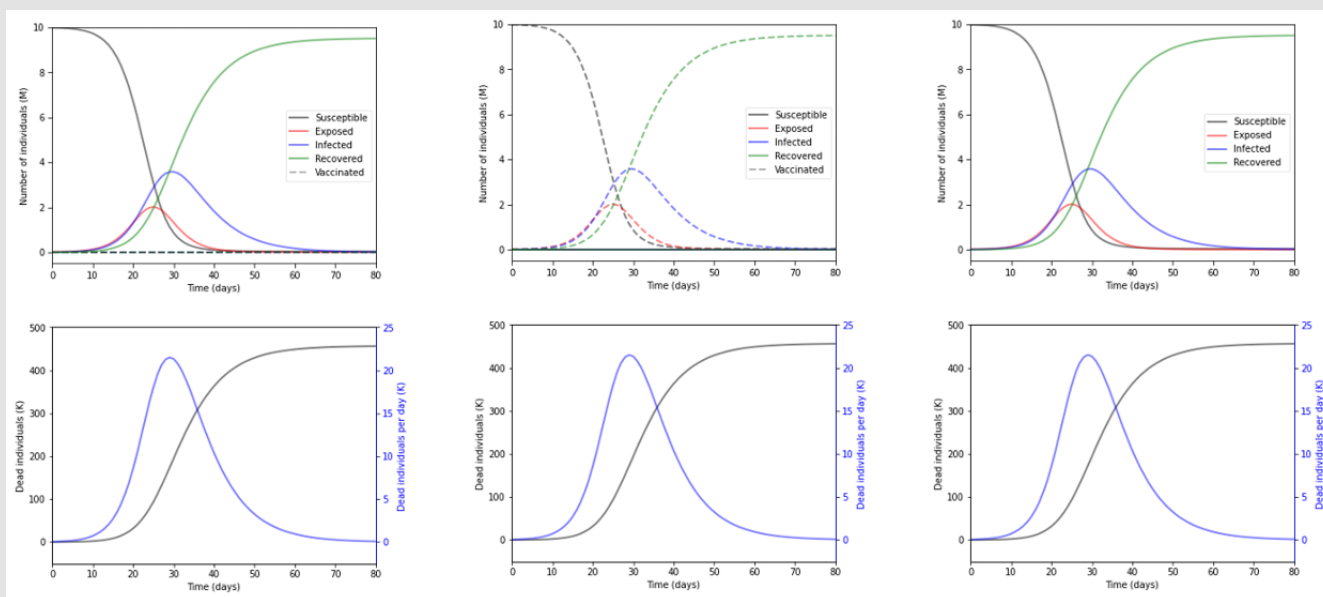 10
8
6
4
2
0
Number of individuals (M)
Susceptible
Exposed
Infected
Recovered
Vaccinated
0 10 20 30 40 50 60 70 80
Time (days)
10
8
6
4
2
0
Number of individuals (M)
Susceptible
Exposed
Infected
Recovered
Vaccinated
0 10 20 30 40 50 60 70 80
Time (days)
10
8
6
4
2
0
Number of individuals (M)
Susceptible
Exposed
Infected
Recovered
0 10 20 30 40 50 60 70 80
Time (days)
500
400
300
200
100
0
Dead individuals (K)
25
20
15
10
5
0
Dead individuals per day (K)
0 10 20 30 40 50 60 70 80
Time (days)
500
400
300
200
100
0
Dead individuals (K)
25
20
15
10
5
0
Dead individuals per day (K)
0 10 20 30 40 50 60 70 80
Time (days)
500
400
300
200
100
0
Dead individuals (K)
25
20
15
10
5
0
Dead individuals per day (K)
0 10 20 30 40 50 60 70 80
Time (days)